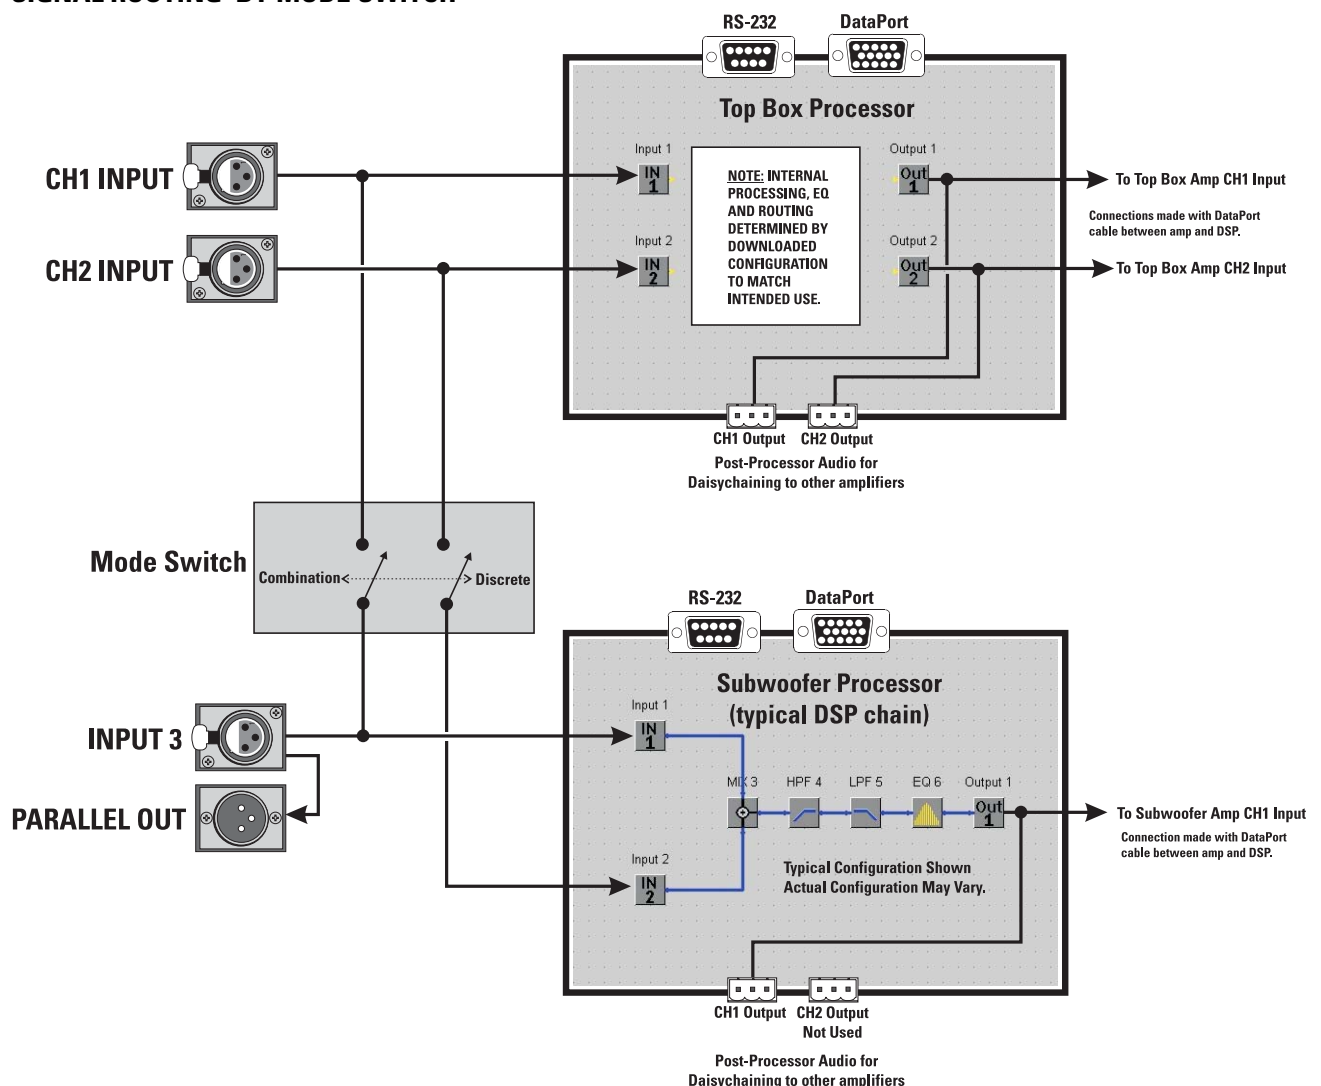 SIGNAL ROUTING BY MODE SWITCH
RS-232
DataPort
Top Box Processor
CH1 INPUT
Input 1
IN
1
NOTE: INTERNAL
PROCESSING, EQ
AND ROUTING
DETERMINED BY
DOWNLOADED
CONFIGURATION
TO MATCH
INTENDED USE.
Output 1
Out
1
To Top Box Amp CH1 Input
Connections made with DataPort
cable between amp and DSP.
CH2 INPUT
Input 2
IN
2
Output 2
Out
2
To Top Box Amp CH2 Input
CH1 Output
CH2 Output
Post-Processor Audio for
Daisychaining to other amplifiers
Mode Switch
Combination
Discrete
RS-232
DataPort
Subwoofer Processor
(typical DSP chain)
INPUT 3
Input 1
IN
1
PARALLEL OUT
MIX 3
HPF 4
LPF 5
EQ 6
Output 1
Out
1
To Subwoofer Amp CH1 Input
Connection made with DataPort
cable between amp and DSP.
Input 2
IN
2
Typical Configuration Shown
Actual Configuration May Vary.
CH1 Output
CH2 Output
Not Used
Post-Processor Audio for
Daisychaining to other amplifiers